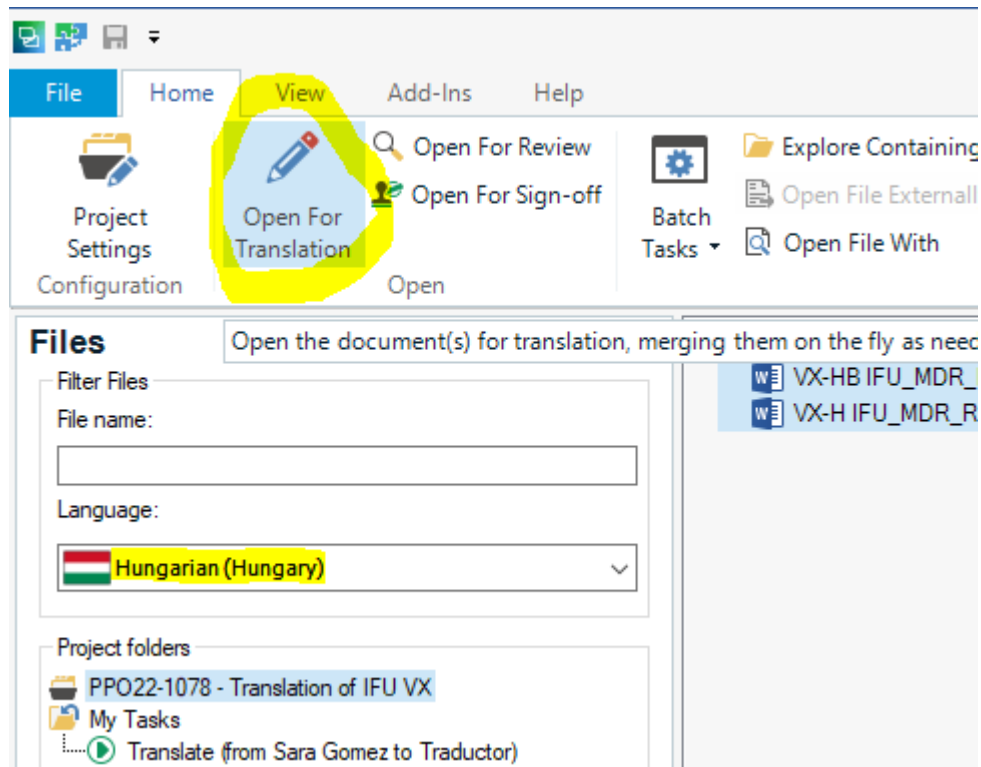 File Home View Add-Ins Help
Project
Settings
Configuration
Open For
Translation
Open For Review
Open For Sign-off
Open
Batch
Tasks
Explore Containing
Open File Externall
Open File With
Files
Open the document(s) for translation, merging them on the fly as need
Filter Files
File name:
Language:
Hungarian (Hungary)
VX-HB IFU_MDR_
VX-H IFU_MDR_R
Project folders
PPO22-1078 - Translation of IFU VX
My Tasks
Translate (from Sara Gomez to Traductor)